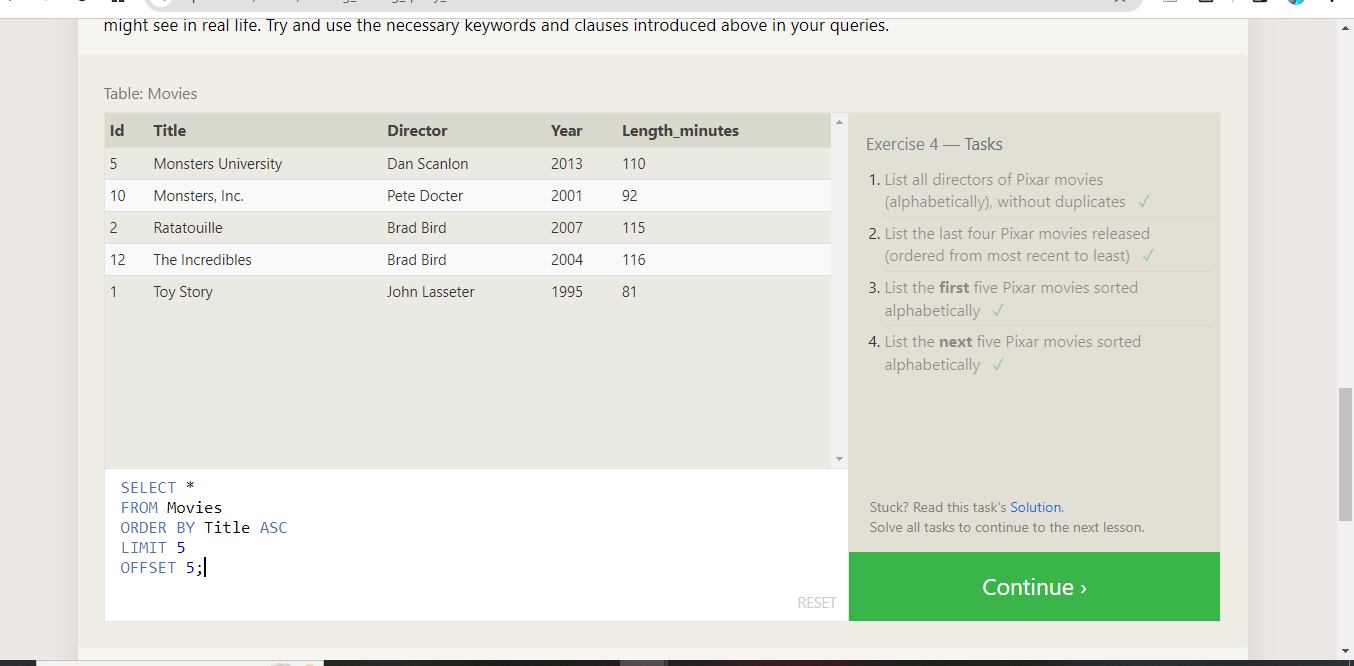 might see in real life. Try and use the necessary keywords and clauses introduced above in your queries.
Table: Movies
Id Title Director Year Length_minutes
5 Monsters University Dan Scanlon 2013 110
10 Monsters, Inc. Pete Docter 2001 92
2 Ratatouille Brad Bird 2007 115
12 The Incredibles Brad Bird 2004 116
1 Toy Story John Lasseter 1995 81
SELECT *
FROM Movies
ORDER BY Title ASC
LIMIT 5
OFFSET 5;
RESET
Exercise 4 — Tasks
1. List all directors of Pixar movies
(alphabetically), without duplicates ✓
2. List the last four Pixar movies released
(ordered from most recent to least) ✓
3. List the first five Pixar movies sorted
alphabetically ✓
4. List the next five Pixar movies sorted
alphabetically ✓
Stuck? Read this task's Solution.
Solve all tasks to continue to the next lesson.
Continue ›